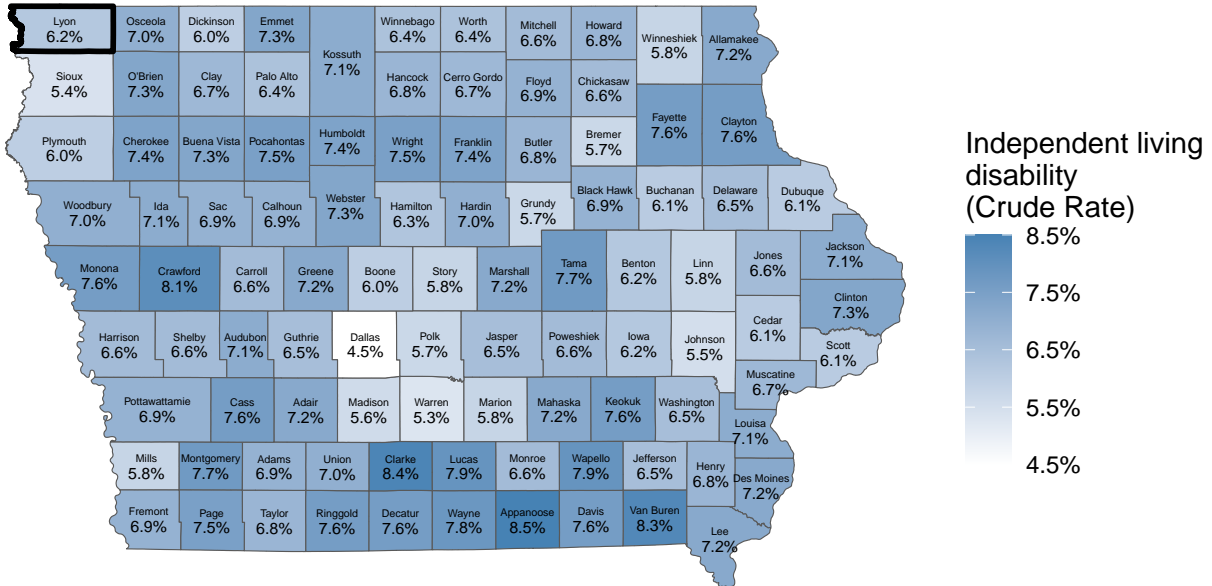 Lyon
6.2%
Osceola
7.0%
Dickinson
6.0%
Emmet
7.3%
Kossuth
7.1%
Winnebago
6.4%
Worth
6.4%
Mitchell
6.6%
Howard
6.8%
Winneshiek
5.8%
Allamakee
7.2%
Sioux
5.4%
O'Brien
7.3%
Clay
6.7%
Palo Alto
6.4%
Hancock
6.8%
Cerro Gordo
6.7%
Floyd
6.9%
Chickasaw
6.6%
Fayette
7.6%
Clayton
7.6%
Plymouth
6.0%
Cherokee
7.4%
Buena Vista
7.3%
Pocahontas
7.5%
Humboldt
7.4%
Wright
7.5%
Franklin
7.4%
Butler
6.8%
Bremer
5.7%
Woodbury
7.0%
Ida
7.1%
Sac
6.9%
Calhoun
6.9%
Webster
7.3%
Hamilton
6.3%
Hardin
7.0%
Grundy
5.7%
Black Hawk
6.9%
Buchanan
6.1%
Delaware
6.5%
Dubuque
6.1%
Monona
7.6%
Crawford
8.1%
Carroll
6.6%
Greene
7.2%
Boone
6.0%
Story
5.8%
Marshall
7.2%
Tama
7.7%
Benton
6.2%
Linn
5.8%
Jones
6.6%
Jackson
7.1%
Clinton
7.3%
Harrison
6.6%
Shelby
6.6%
Audubon
7.1%
Guthrie
6.5%
Dallas
4.5%
Polk
5.7%
Jasper
6.5%
Poweshiek
6.6%
Iowa
6.2%
Johnson
5.5%
Cedar
6.1%
Scott
6.1%
Muscatine
6.7%
Pottawattamie
6.9%
Cass
7.6%
Adair
7.2%
Madison
5.6%
Warren
5.3%
Marion
5.8%
Mahaska
7.2%
Keokuk
7.6%
Washington
6.5%
Louisa
7.1%
Mills
5.8%
Montgomery
7.7%
Adams
6.9%
Union
7.0%
Clarke
8.4%
Lucas
7.9%
Monroe
6.6%
Wapello
7.9%
Jefferson
6.5%
Henry
6.8%
Des Moines
7.2%
Fremont
6.9%
Page
7.5%
Taylor
6.8%
Ringgold
7.6%
Decatur
7.6%
Wayne
7.8%
Appanoose
8.5%
Davis
7.6%
Van Buren
8.3%
Lee
7.2%
Independent living
disability
(Crude Rate)
8.5%
7.5%
6.5%
5.5%
4.5%